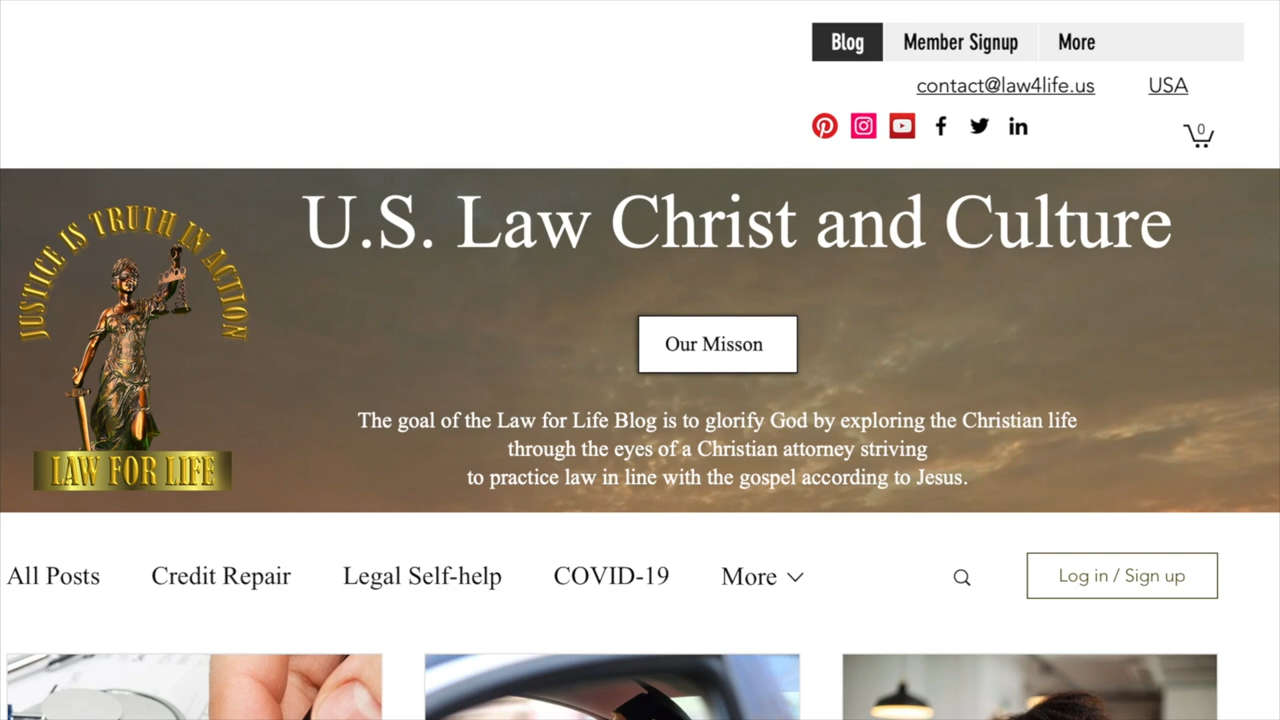 Blog Member Signup More
contact@law4life.us USA
0
U.S. Law Christ and Culture
JUSTICE IS TRUTH IN ACTION
LAW FOR LIFE
Our Misson
The goal of the Law for Life Blog is to glorify God by exploring the Christian life
through the eyes of a Christian attorney striving
to practice law in line with the gospel according to Jesus.
All Posts Credit Repair Legal Self-help COVID-19 More Log in / Sign up